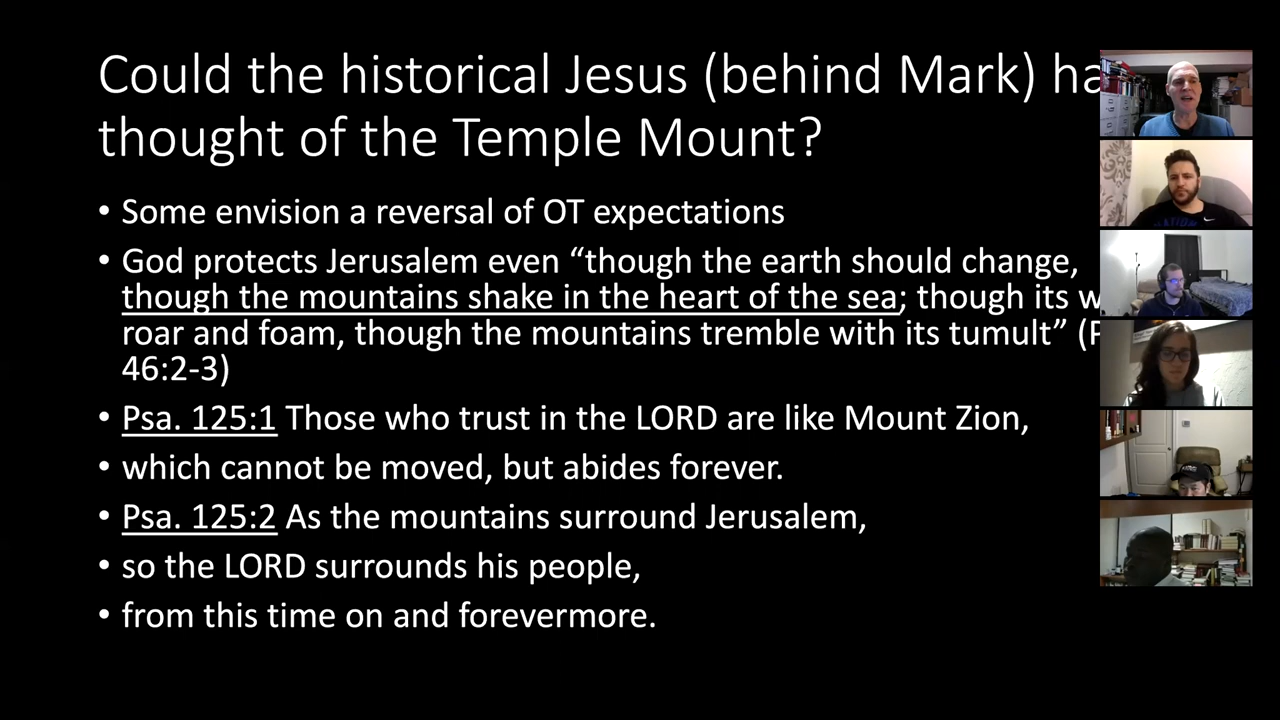 Could the historical Jesus (behind Mark)
thought of the Temple Mount?
• Some envision a reversal of OT expectations
• God protects Jerusalem even “though the earth should change,
though the mountains shake in the heart of the sea; though its
roar and foam, though the mountains tremble with its tumult”
46:2-3)
• Psa. 125:1 Those who trust in the LORD are like Mount Zion,
• which cannot be moved, but abides forever.
• Psa. 125:2 As the mountains surround Jerusalem,
• so the LORD surrounds his people,
• from this time on and forevermore.